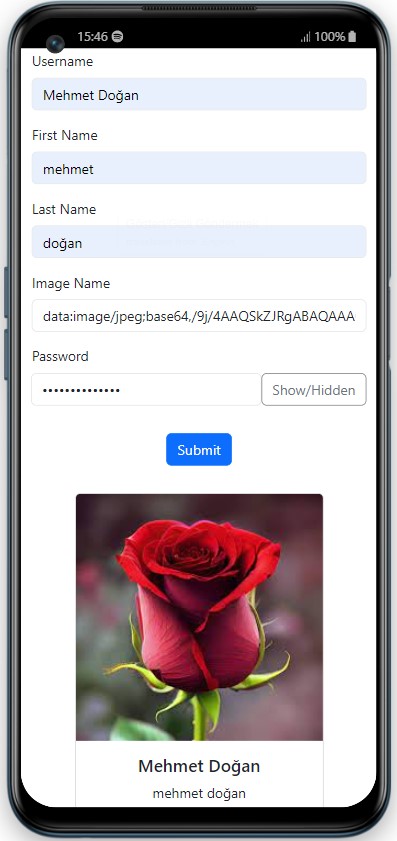 15:46 100%
Username
Mehmet Doğan
First Name
mehmet
Last Name
doğan
Image Name
data:image/jpeg;base64,/9j/4AAQSkZJRgABAQAAA
Password
••••••••••••••
Show/Hidden
Submit
Mehmet Doğan
mehmet doğan